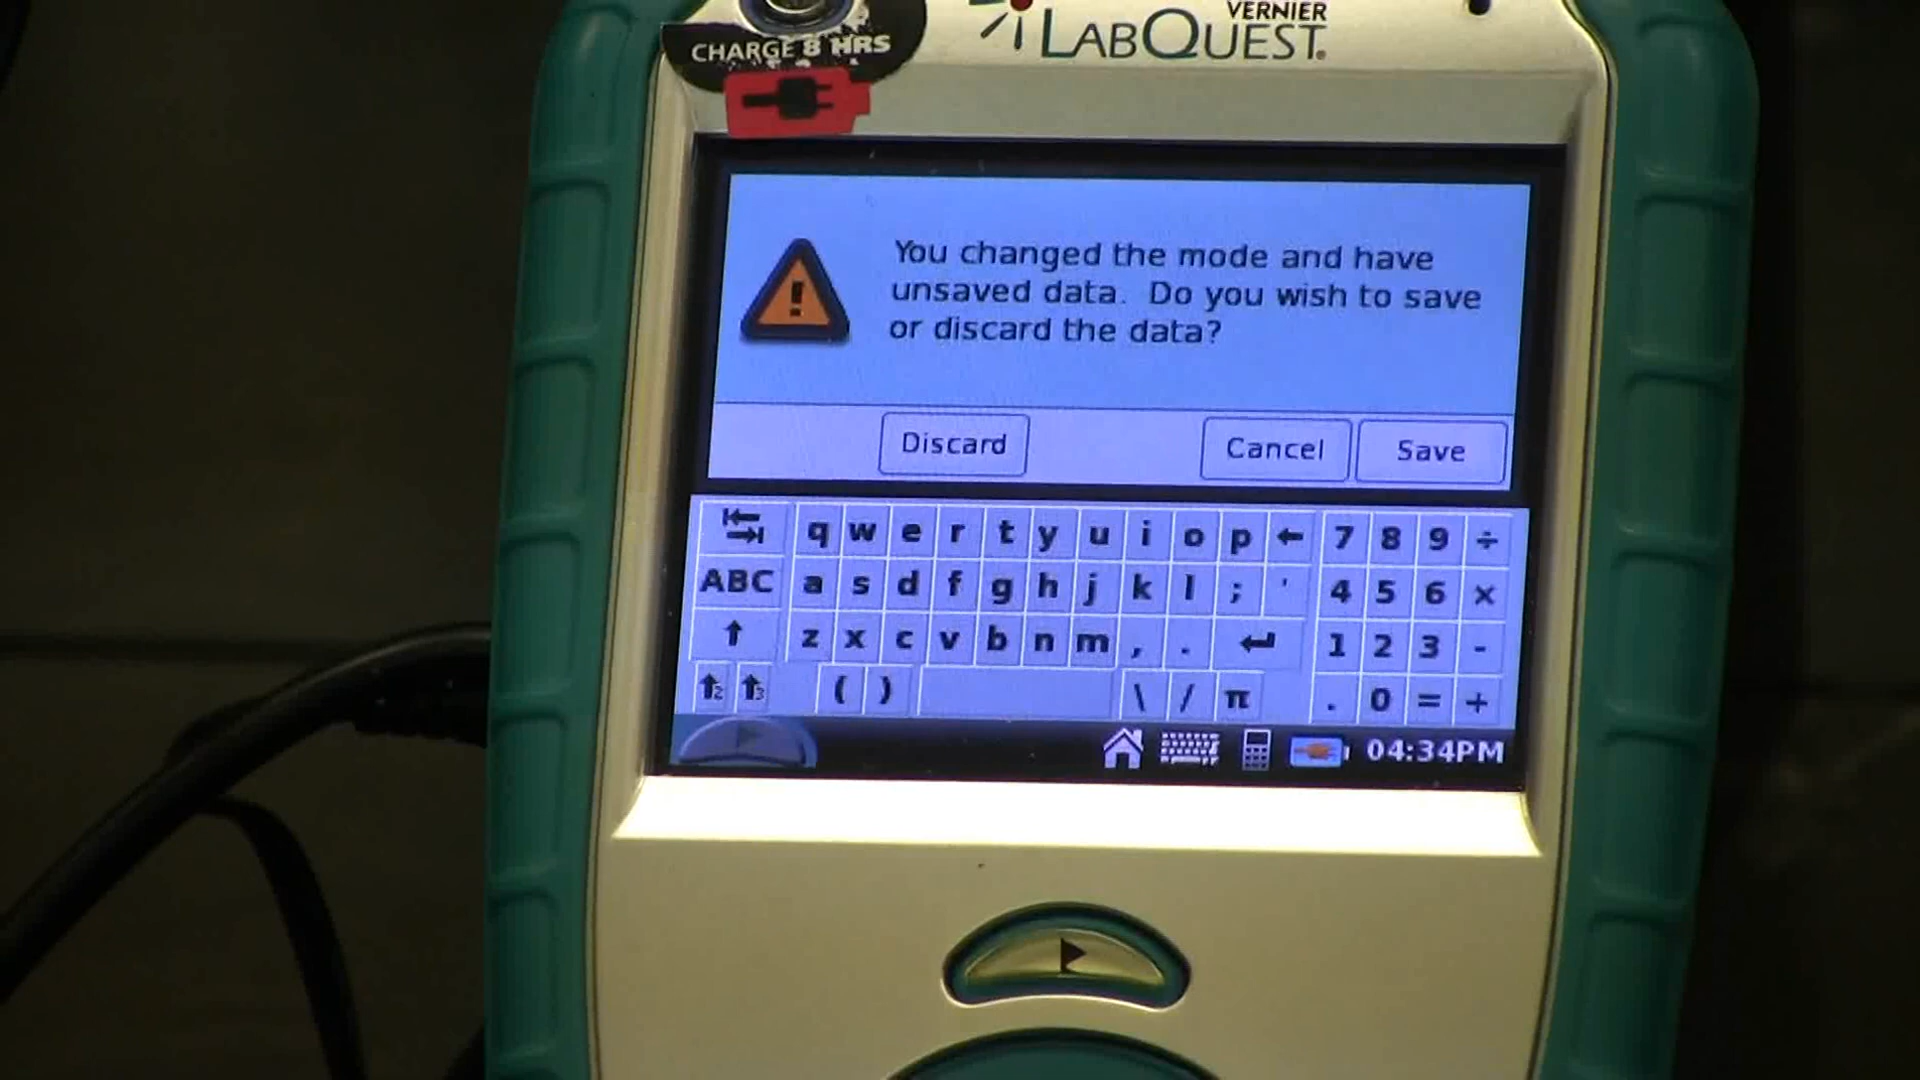 VERNIER
LABQUEST
CHARGE 8 HRS
You changed the mode and have
unsaved data. Do you wish to save
or discard the data?
Discard Cancel Save
q w e r t y u i o p ← 7 8 9 ÷
ABC a s d f g h j k l ; ' 4 5 6 x
↑ z x c v b n m , . ↵ 1 2 3 -
↑2 ↑3 ( ) \ / π . 0 = +
04:34PM